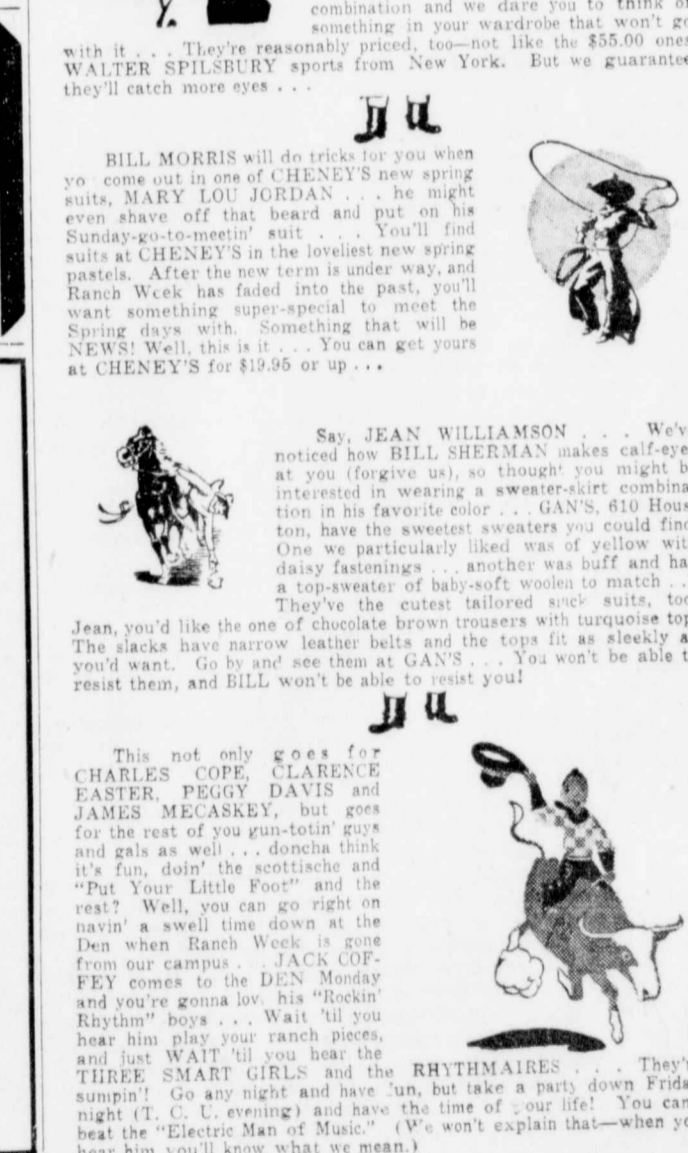 combination and we dare you to think o
something in your wardrobe that won't go
with it . . . They're reasonably priced, too—not like the $55.00 ones
WALTER SPILSBURY sports from New York. But we guarantee
they'll catch more eyes . . .
BILL MORRIS will do tricks for you when
yo come out in one of CHENEY'S new spring
suits, MARY LOU JORDAN . . . he might
even shave off that beard and put on his
Sunday-go-to-meetin' suit . . . You'll find
suits at CHENEY'S in the loveliest new spring
pastels. After the new term is under way, and
Ranch Week has faded into the past, you'll
want something super-special to meet the
Spring days with. Something that will be
NEWS! Well, this is it . . . You can get yours
at CHENEY'S for $19.95 or up . . .
Say, JEAN WILLIAMSON . . . We'v
noticed how BILL SHERMAN makes calf-eye
at you (forgive us), so though' you might b
interested in wearing a sweater-skirt combina
tion in his favorite color . . . GAN'S, 610 Hous
ton, have the sweetest sweaters you could find
One we particularly liked was of yellow wit
daisy fastenings . . . another was buff and ha
a top-sweater of baby-soft woolen to match . .
They've the cutest tailored slack suits, too
Jean, you'd like the one of chocolate brown trousers with turquoise top
The slacks have narrow leather belts and the tops fit as sleekly a
you'd want. Go by and see them at GAN'S . . . You won't be able t
resist them, and BILL won't be able to resist you!
This not only goes for
CHARLES COPE, CLARENCE
EASTER, PEGGY DAVIS and
JAMES MECASKEY, but goes
for the rest of you gun-totin' guys
and gals as well . . . doncha think
it's fun, doin' the scottische and
"Put Your Little Foot" and the
rest? Well, you can go right on
navin' a swell time down at the
Den when Ranch Week is gone
from our campus . . . JACK COF-
FEY comes to the DEN Monday
and you're gonna lov. his "Rockin'
Rhythm" boys . . . Wait 'til you
hear him play your ranch pieces,
and just WAIT 'til you hear the
THREE SMART GIRLS and the RHYTHMAIRES . . . They'r
sumpin'! Go any night and have fun, but take a party down Frida
night (T. C. U. evening) and have the time of your life! You can
beat the "Electric Man of Music." (We won't explain that—when yo
hear him you'll know what we mean.)